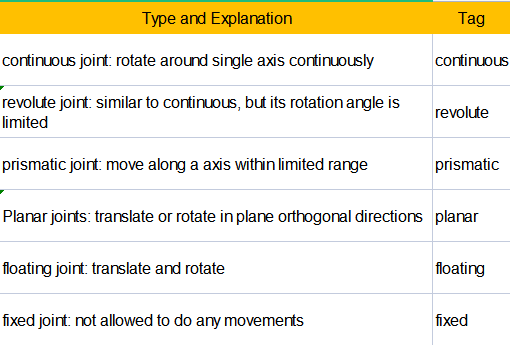 Type and Explanation Tag
continuous joint: rotate around single axis continuously continuous
revolute joint: similar to continuous, but its rotation angle is
limited revolute
prismatic joint: move along a axis within limited range prismatic
Planar joints: translate or rotate in plane orthogonal directions planar
floating joint: translate and rotate floating
fixed joint: not allowed to do any movements fixed